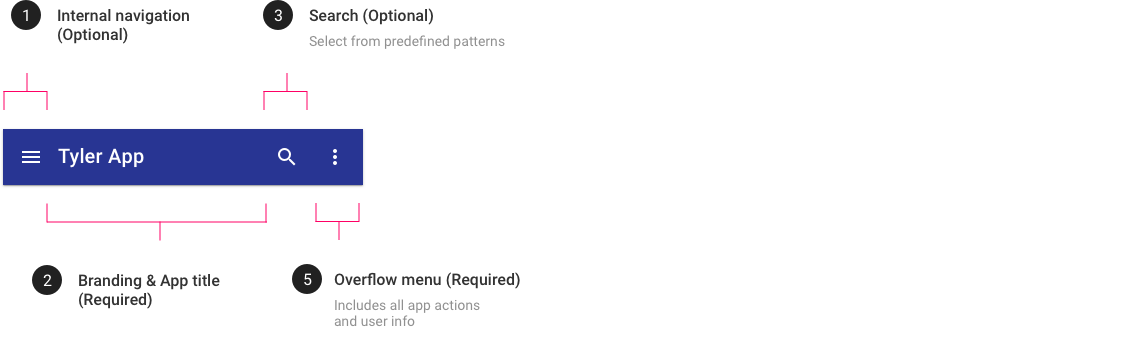 1 Internal navigation
(Optional)
3 Search (Optional)
Select from predefined patterns
Tyler App
2 Branding & App title
(Required)
5 Overflow menu (Required)
Includes all app actions
and user info